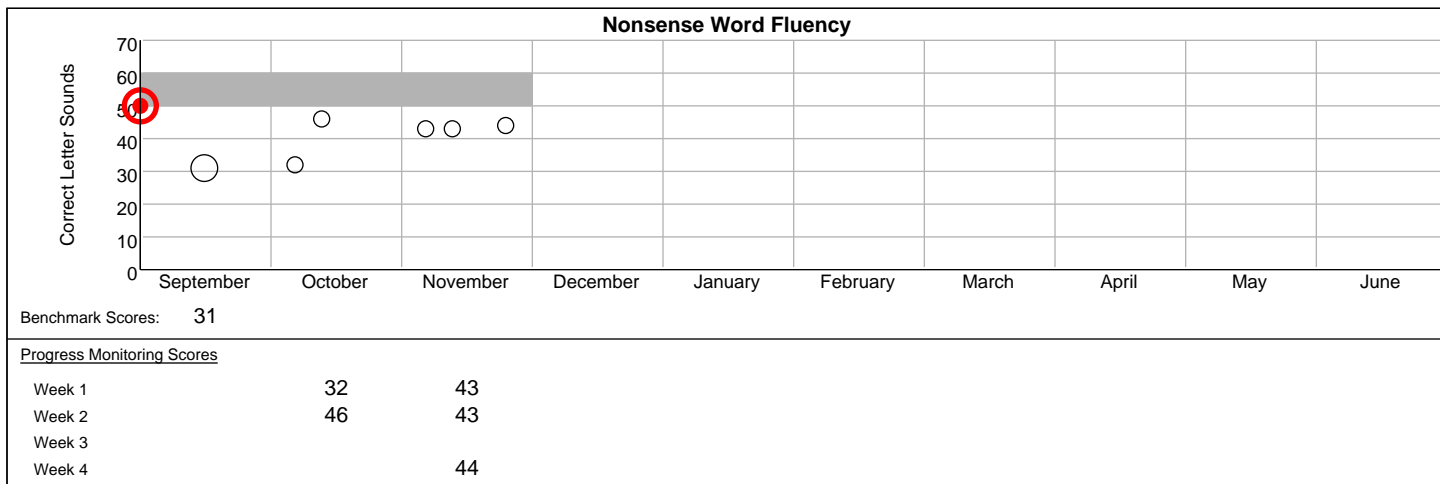 Nonsense Word Fluency
Correct Letter Sounds
70
60
50
40
30
20
10
0
September October November December January February March April May June
Benchmark Scores: 31
Progress Monitoring Scores
Week 1 32 43
Week 2 46 43
Week 3
Week 4 44